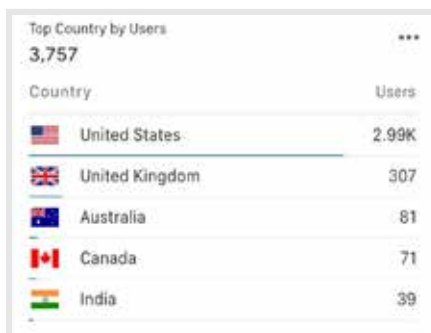 Top Country by Users
3,757
Country Users
United States 2.99K
United Kingdom 307
Australia 81
Canada 71
India 39